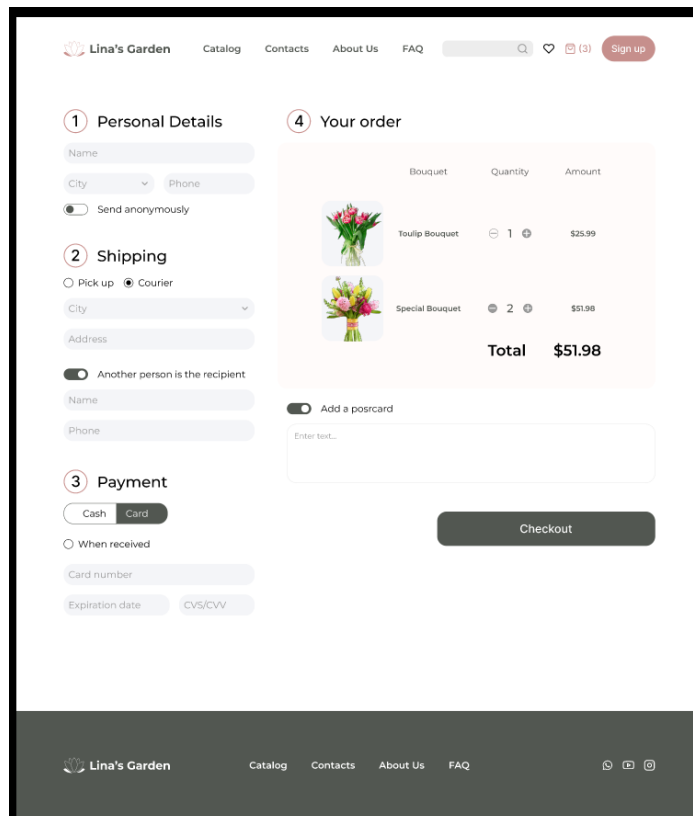 Lina's Garden Catalog Contacts About Us FAQ (3) Sign up
1 Personal Details
Name
City Phone
Send anonymously
2 Shipping
Pick up Courier
City
Address
Another person is the recipient
Name
Phone
3 Payment
Cash Card
When received
Card number
Expiration date CVS/CVV
4 Your order
Bouquet Quantity Amount
Toulip Bouquet 1 $25.99
Special Bouquet 2 $51.98
Total $51.98
Add a posrcard
Enter text...
Checkout
Lina's Garden Catalog Contacts About Us FAQ